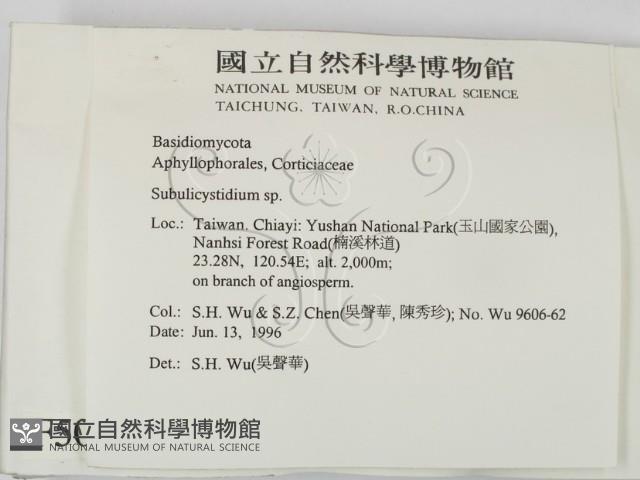 國立自然科學博物館
NATIONAL MUSEUM OF NATURAL SCIENCE
TAICHUNG, TAIWAN, R.O.CHINA
Basidiomycota
Aphyllophorales, Corticiaceae
Subulicystidium sp.
Loc.: Taiwan. Chiayi: Yushan National Park(玉山國家公園),
Nanhsi Forest Road(楠溪林道)
23.28N, 120.54E; alt. 2,000m;
on branch of angiosperm.
Col.: S.H. Wu & S.Z. Chen(吳聲華, 陳秀珍); No. Wu 9606-62
Date: Jun. 13, 1996
Det.: S.H. Wu(吳聲華)
國立自然科學博物館
NATIONAL MUSEUM OF NATURAL SCIENCE